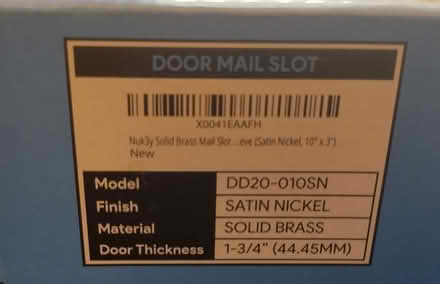 DOOR MAIL SLOT
X0041EAAFH
Nuk3y Solid Brass Mail Slot....eve (Satin Nickel, 10" x 3")
New
Model DD20-010SN
Finish SATIN NICKEL
Material SOLID BRASS
Door Thickness 1-3/4" (44.45MM)